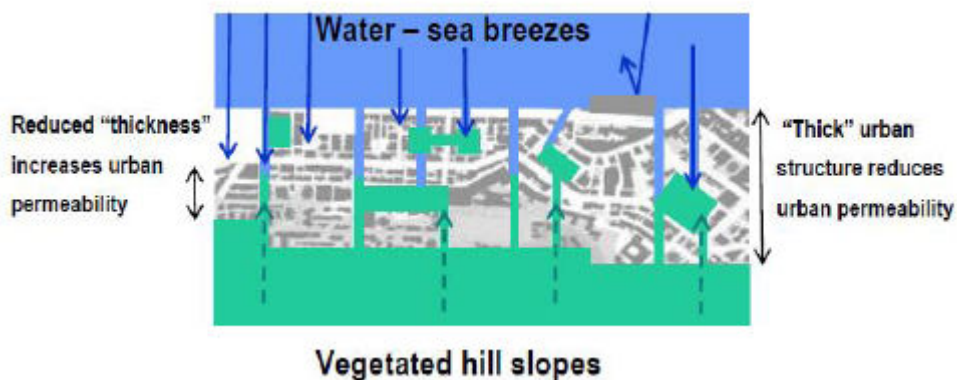 Water – sea breezes
Reduced “thickness”
increases urban
permeability
“Thick” urban
structure reduces
urban permeability
Vegetated hill slopes